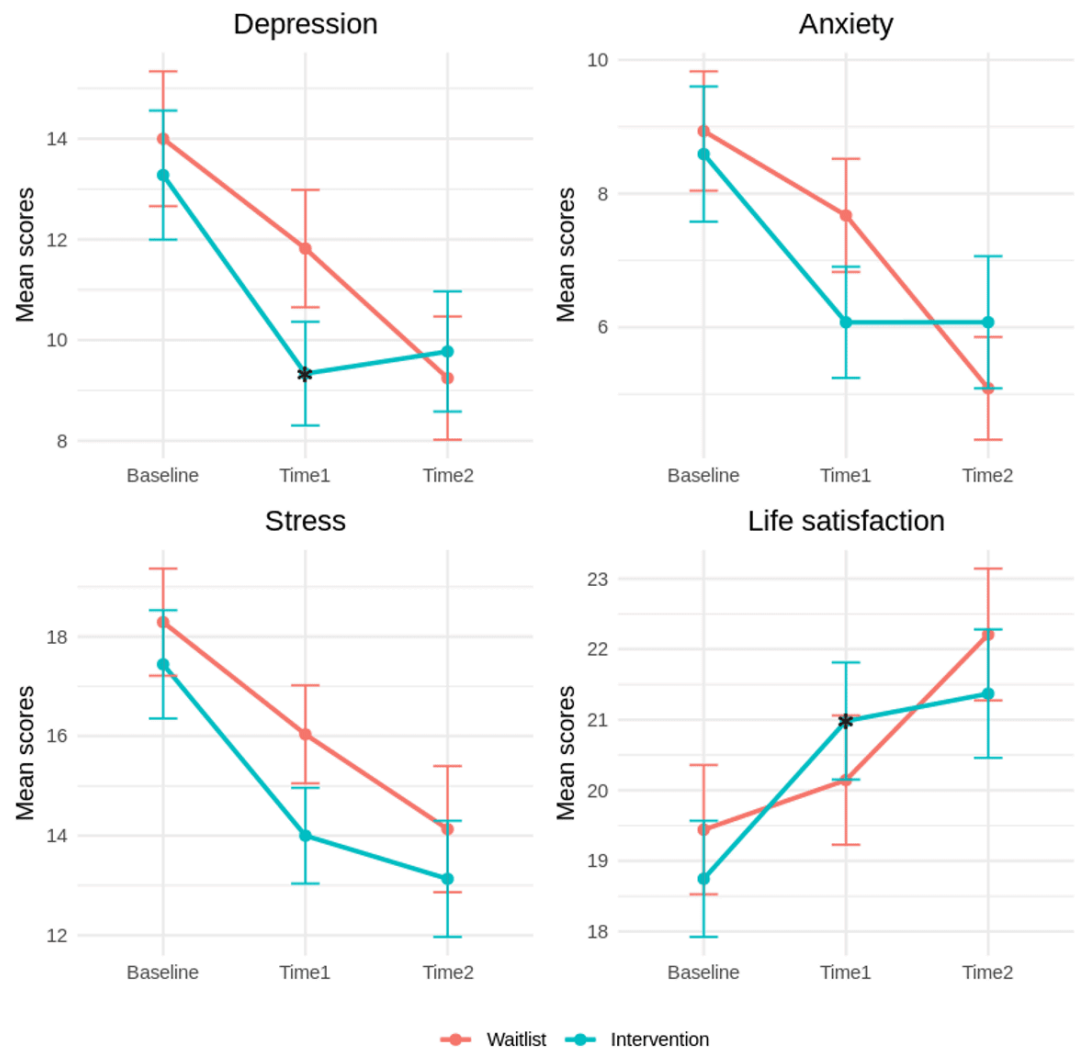 Depression
Anxiety
Mean scores
14
12
10
8
Baseline Time1 Time2
Mean scores
10
8
6
Baseline Time1 Time2
Stress
Life satisfaction
Mean scores
18
16
14
12
Baseline Time1 Time2
Mean scores
23
22
21
20
19
18
Baseline Time1 Time2
Waitlist Intervention